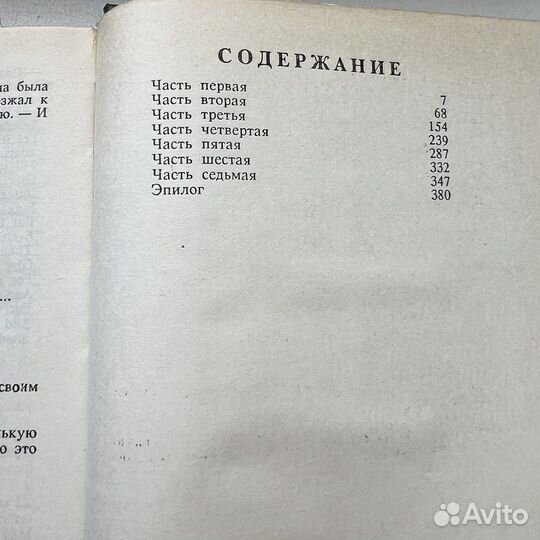 была
езжал к
ю. — И
...
своим
ькую
о это
СОДЕРЖАНИЕ
Часть первая 7
Часть вторая 68
Часть третья 154
Часть четвертая 239
Часть пятая 287
Часть шестая 332
Часть седьмая 347
Эпилог 380
Avito